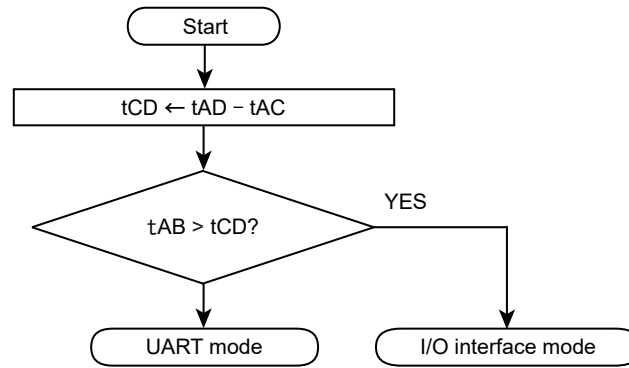 Start
tCD ← tAD − tAC
tAB > tCD?
YES
UART mode
I/O interface mode